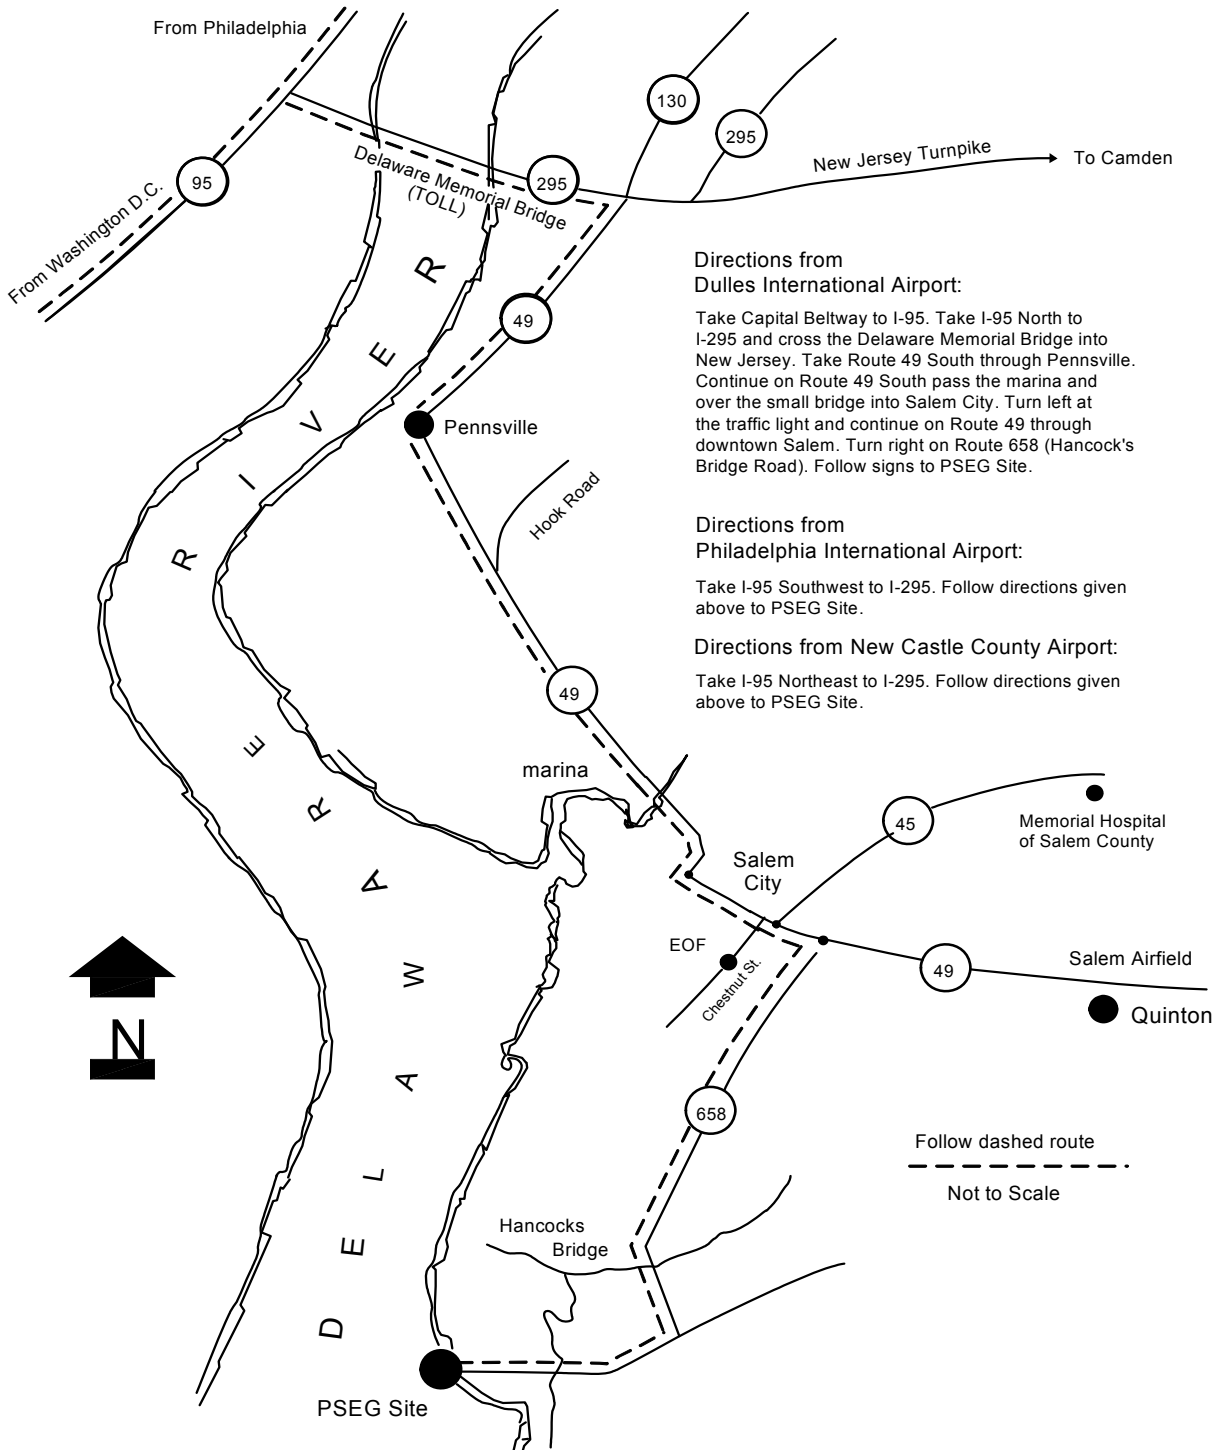 From Philadelphia
130
295
New Jersey Turnpike
To Camden
95
Delaware Memorial Bridge
(TOLL)
295
From Washington D.C.
49
Directions from
Dulles International Airport:
Take Capital Beltway to I-95. Take I-95 North to
I-295 and cross the Delaware Memorial Bridge into
New Jersey. Take Route 49 South through Pennsville.
Continue on Route 49 South pass the marina and
over the small bridge into Salem City. Turn left at
the traffic light and continue on Route 49 through
downtown Salem. Turn right on Route 658 (Hancock's
Bridge Road). Follow signs to PSEG Site.
Pennsville
Hook Road
Directions from
Philadelphia International Airport:
Take I-95 Southwest to I-295. Follow directions given
above to PSEG Site.
Directions from New Castle County Airport:
Take I-95 Northeast to I-295. Follow directions given
above to PSEG Site.
49
marina
45
Memorial Hospital
of Salem County
Salem
City
EOF
Chestnut St.
49
Salem Airfield
Quinton
DELAWARE RIVER
N
658
Follow dashed route
Not to Scale
Hancocks
Bridge
PSEG Site